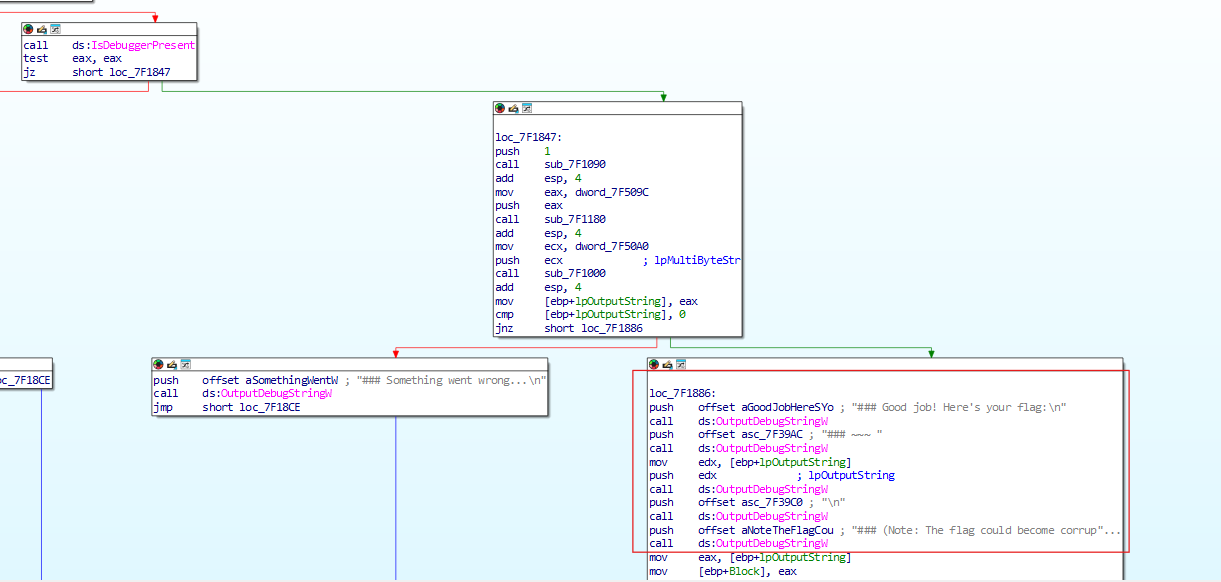 call ds:IsDebuggerPresent
test eax, eax
jz short loc_7F1847
loc_7F1847:
push 1
call sub_7F1090
add esp, 4
mov eax, dword_7F509C
push eax
call sub_7F1180
add esp, 4
mov ecx, dword_7F50A0
push ecx ; lpMultiByteStr
call sub_7F1000
add esp, 4
mov [ebp+lpOutputString], eax
cmp [ebp+lpOutputString], 0
jnz short loc_7F1886
oc_7F18CE
push offset aSomethingWentW ; "### Something went wrong...\n"
call ds:OutputDebugStringW
jmp short loc_7F18CE
loc_7F1886:
push offset aGoodJobHereSYo ; "### Good job! Here's your flag:\n"
call ds:OutputDebugStringW
push offset asc_7F39AC ; "### ~~~ "
call ds:OutputDebugStringW
mov edx, [ebp+lpOutputString]
push edx ; lpOutputString
call ds:OutputDebugStringW
push offset asc_7F39C0 ; "\n"
call ds:OutputDebugStringW
push offset aNoteTheFlagCou ; "### (Note: The flag could become corrup"...
call ds:OutputDebugStringW
mov eax, [ebp+lpOutputString]
mov [ebp+Block], eax